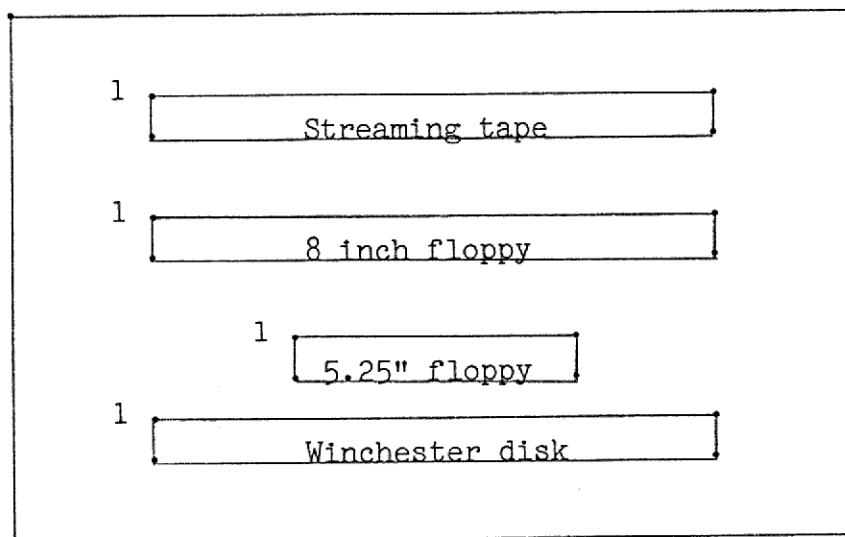 1
Streaming tape
1
8 inch floppy
1
5.25" floppy
1
Winchester disk